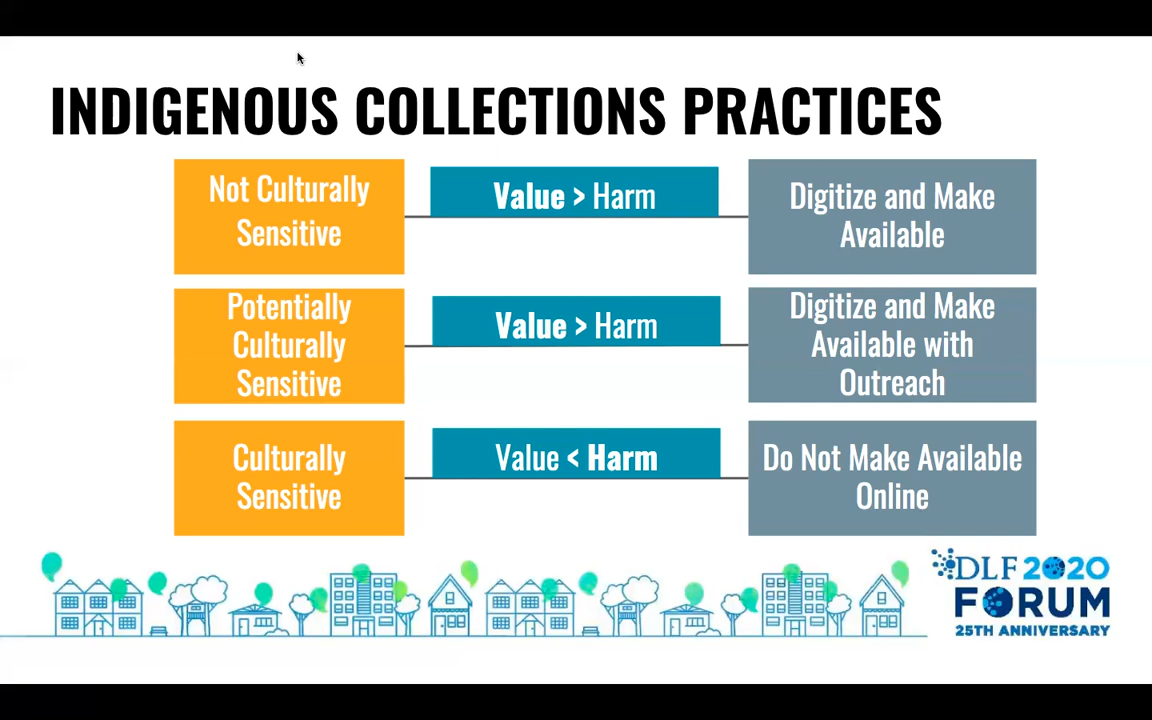 INDIGENOUS COLLECTIONS PRACTICES
Not Culturally
Sensitive
Value > Harm
Digitize and Make
Available
Potentially
Culturally
Sensitive
Value > Harm
Digitize and Make
Available with
Outreach
Culturally
Sensitive
Value < Harm
Do Not Make Available
Online
DLF 2020
FORUM
25TH ANNIVERSARY